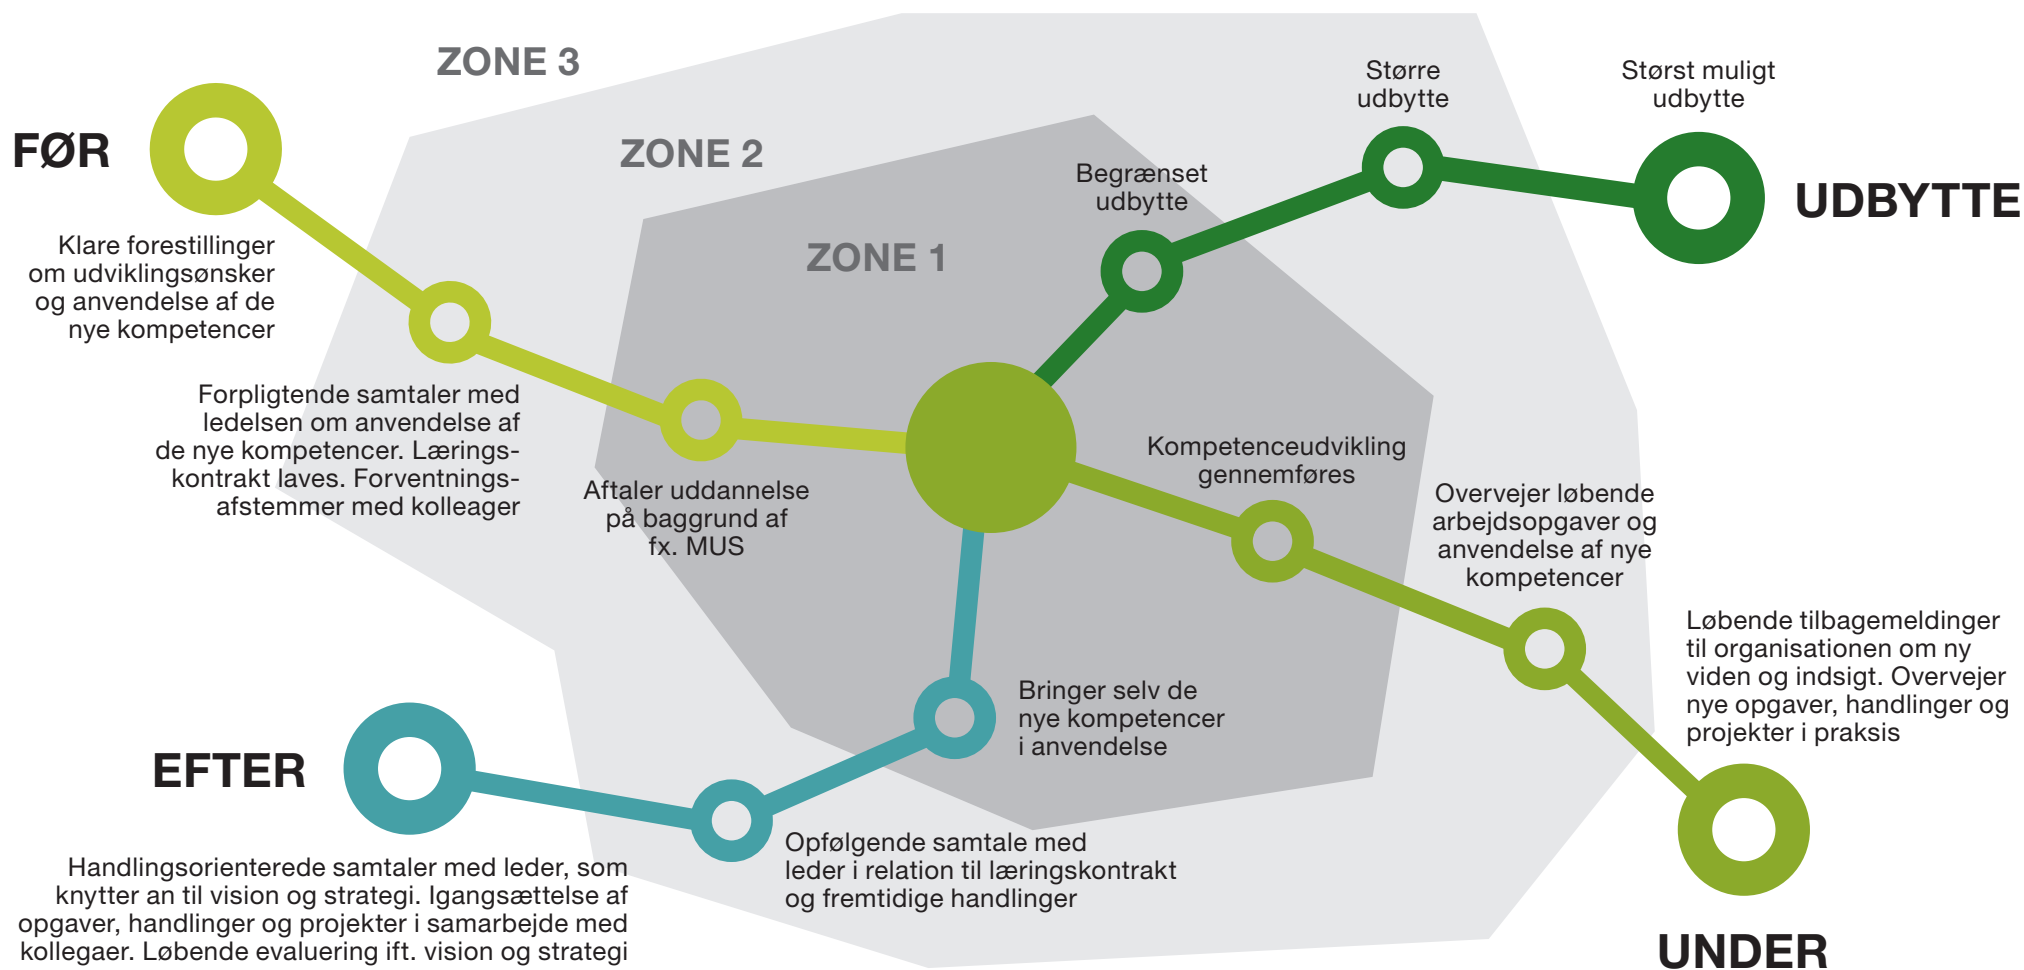 ZONE 3
ZONE 2
ZONE 1
FØR
Klare forestillinger
om udviklingsønsker
og anvendelse af de
nye kompetencer
Forpligtende samtaler med
ledelsen om anvendelse af
de nye kompetencer. Lærings-
kontrakt laves. Forventnings-
afstemmer med kolleager
Aftaler uddannelse
på baggrund af
fx. MUS
Begrænset
udbytte
Større
udbytte
Størst muligt
udbytte
UDBYTTE
Kompetenceudvikling
gennemføres
Overvejer løbende
arbejdsopgaver og
anvendelse af nye
kompetencer
Løbende tilbagemeldinger
til organisationen om ny
viden og indsigt. Overvejer
nye opgaver, handlinger og
projekter i praksis
UNDER
Bringer selv de
nye kompetencer
i anvendelse
Opfølgende samtale med
leder i relation til læringskontrakt
og fremtidige handlinger
EFTER
Handlingsorienterede samtaler med leder, som
knytter an til vision og strategi. Igangsættelse af
opgaver, handlinger og projekter i samarbejde med
kollegaer. Løbende evaluering ift. vision og strategi